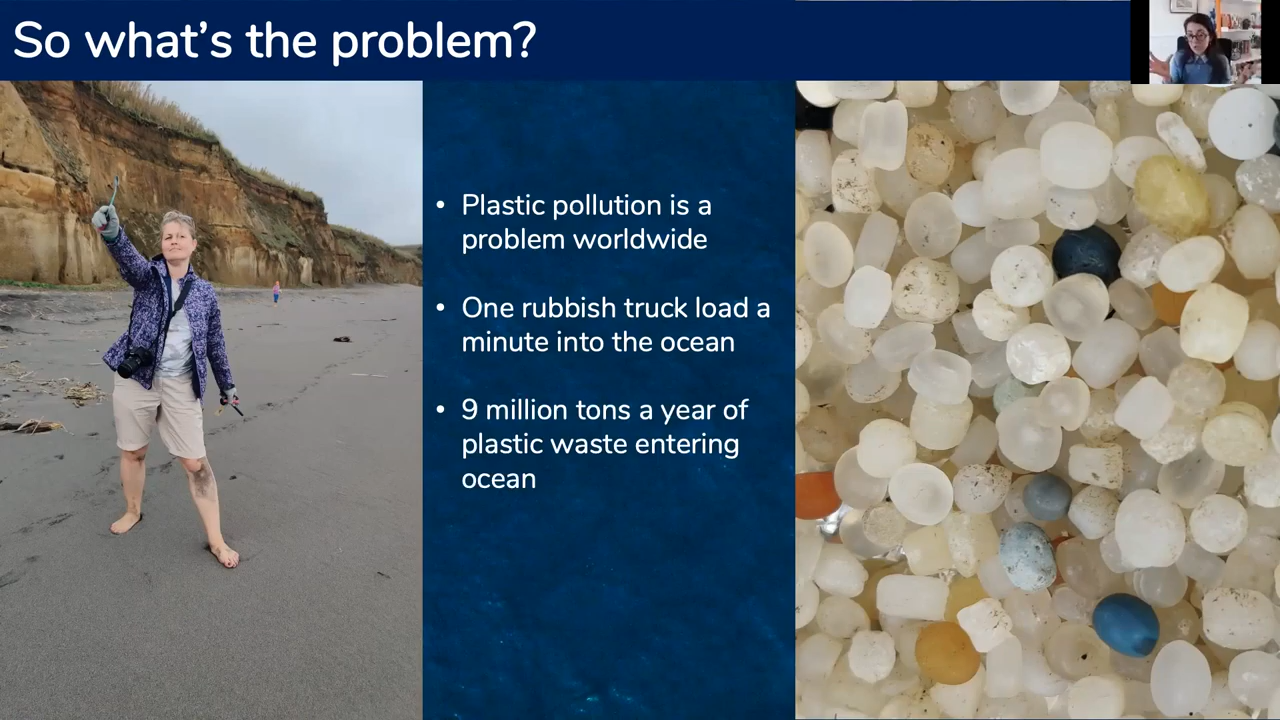 So what's the problem?
• Plastic pollution is a
problem worldwide
• One rubbish truck load a
minute into the ocean
• 9 million tons a year of
plastic waste entering
ocean